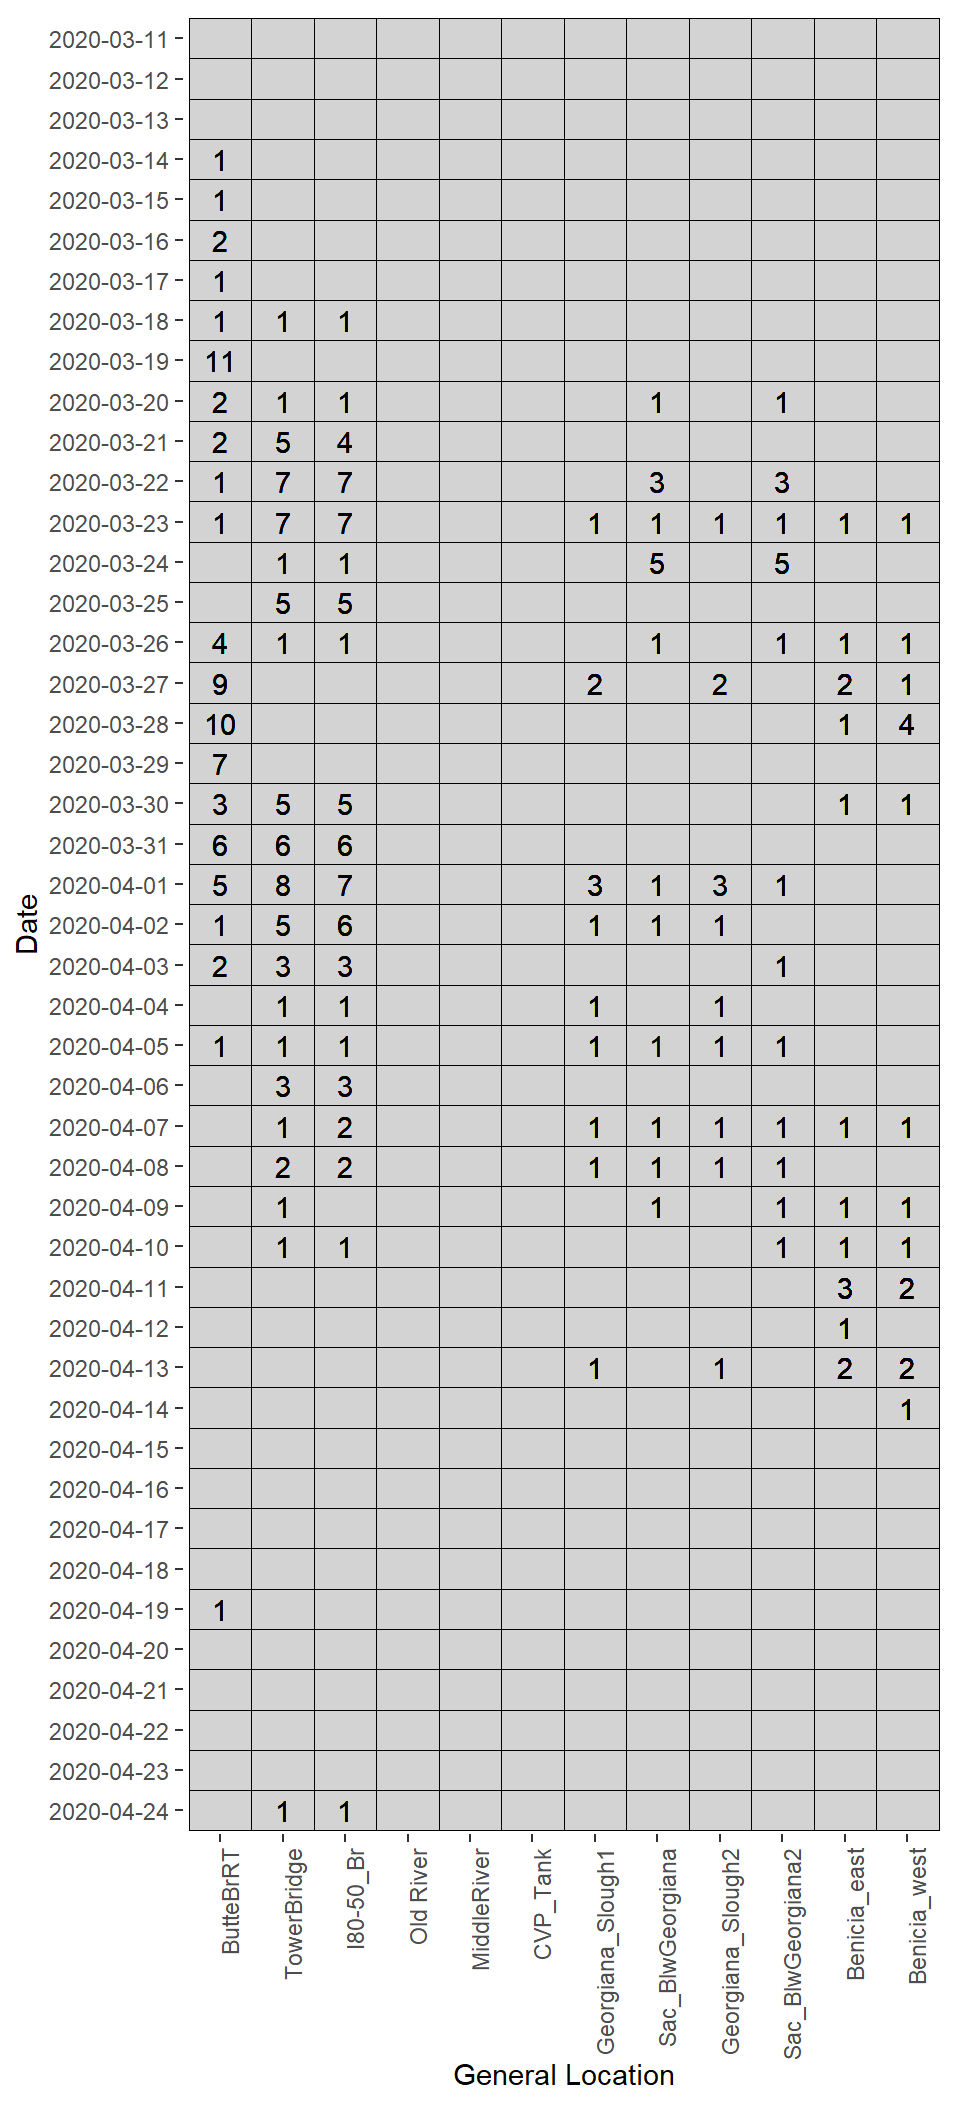 2020-03-11
2020-03-12
2020-03-13
2020-03-14 1
2020-03-15 1
2020-03-16 2
2020-03-17 1
2020-03-18 1 1 1
2020-03-19 11
2020-03-20 2 1 1 1 1
2020-03-21 2 5 4
2020-03-22 1 7 7 3 3
2020-03-23 1 7 7 1 1 1 1 1 1
2020-03-24 1 1 5 5
2020-03-25 5 5
2020-03-26 4 1 1 1 1 1 1
2020-03-27 9 2 2 2 1
2020-03-28 10 1 4
2020-03-29 7
2020-03-30 3 5 5 1 1
2020-03-31 6 6 6
2020-04-01 5 8 7 3 1 3 1
2020-04-02 1 5 6 1 1 1
2020-04-03 2 3 3 1
2020-04-04 1 1 1 1
2020-04-05 1 1 1 1 1 1 1
2020-04-06 3 3
2020-04-07 1 2 1 1 1 1 1 1
2020-04-08 2 2 1 1 1 1
2020-04-09 1 1 1 1 1
2020-04-10 1 1 1 1 1
2020-04-11 3 2
2020-04-12 1
2020-04-13 1 1 2 2
2020-04-14 1
2020-04-15
2020-04-16
2020-04-17
2020-04-18
2020-04-19 1
2020-04-20
2020-04-21
2020-04-22
2020-04-23
2020-04-24 1 1
Date
ButteBrRT
TowerBridge
I80-50_Br
Old River
MiddleRiver
CVP_Tank
Georgiana_Slough1
Sac_BlwGeorgiana
Georgiana_Slough2
Sac_BlwGeorgiana2
Benicia_east
Benicia_west
General Location